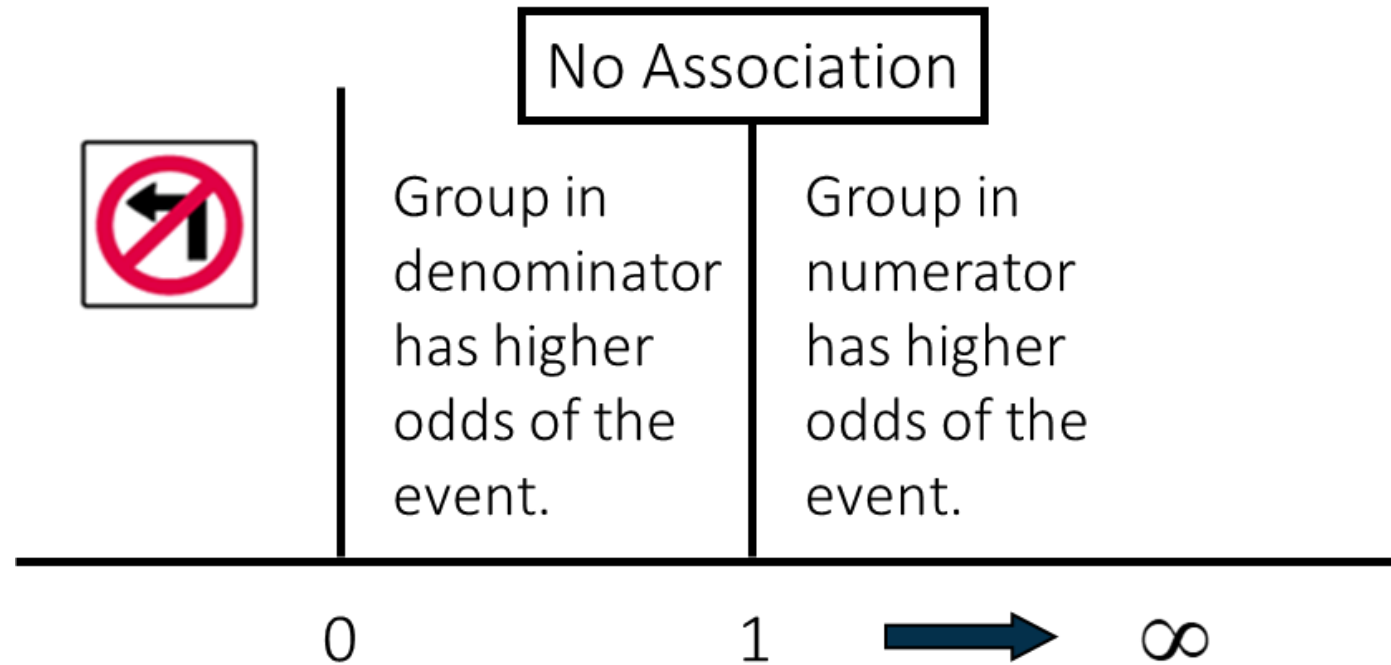 No Association
Group in
denominator
has higher
odds of the
event.
Group in
numerator
has higher
odds of the
event.
0
1
∞